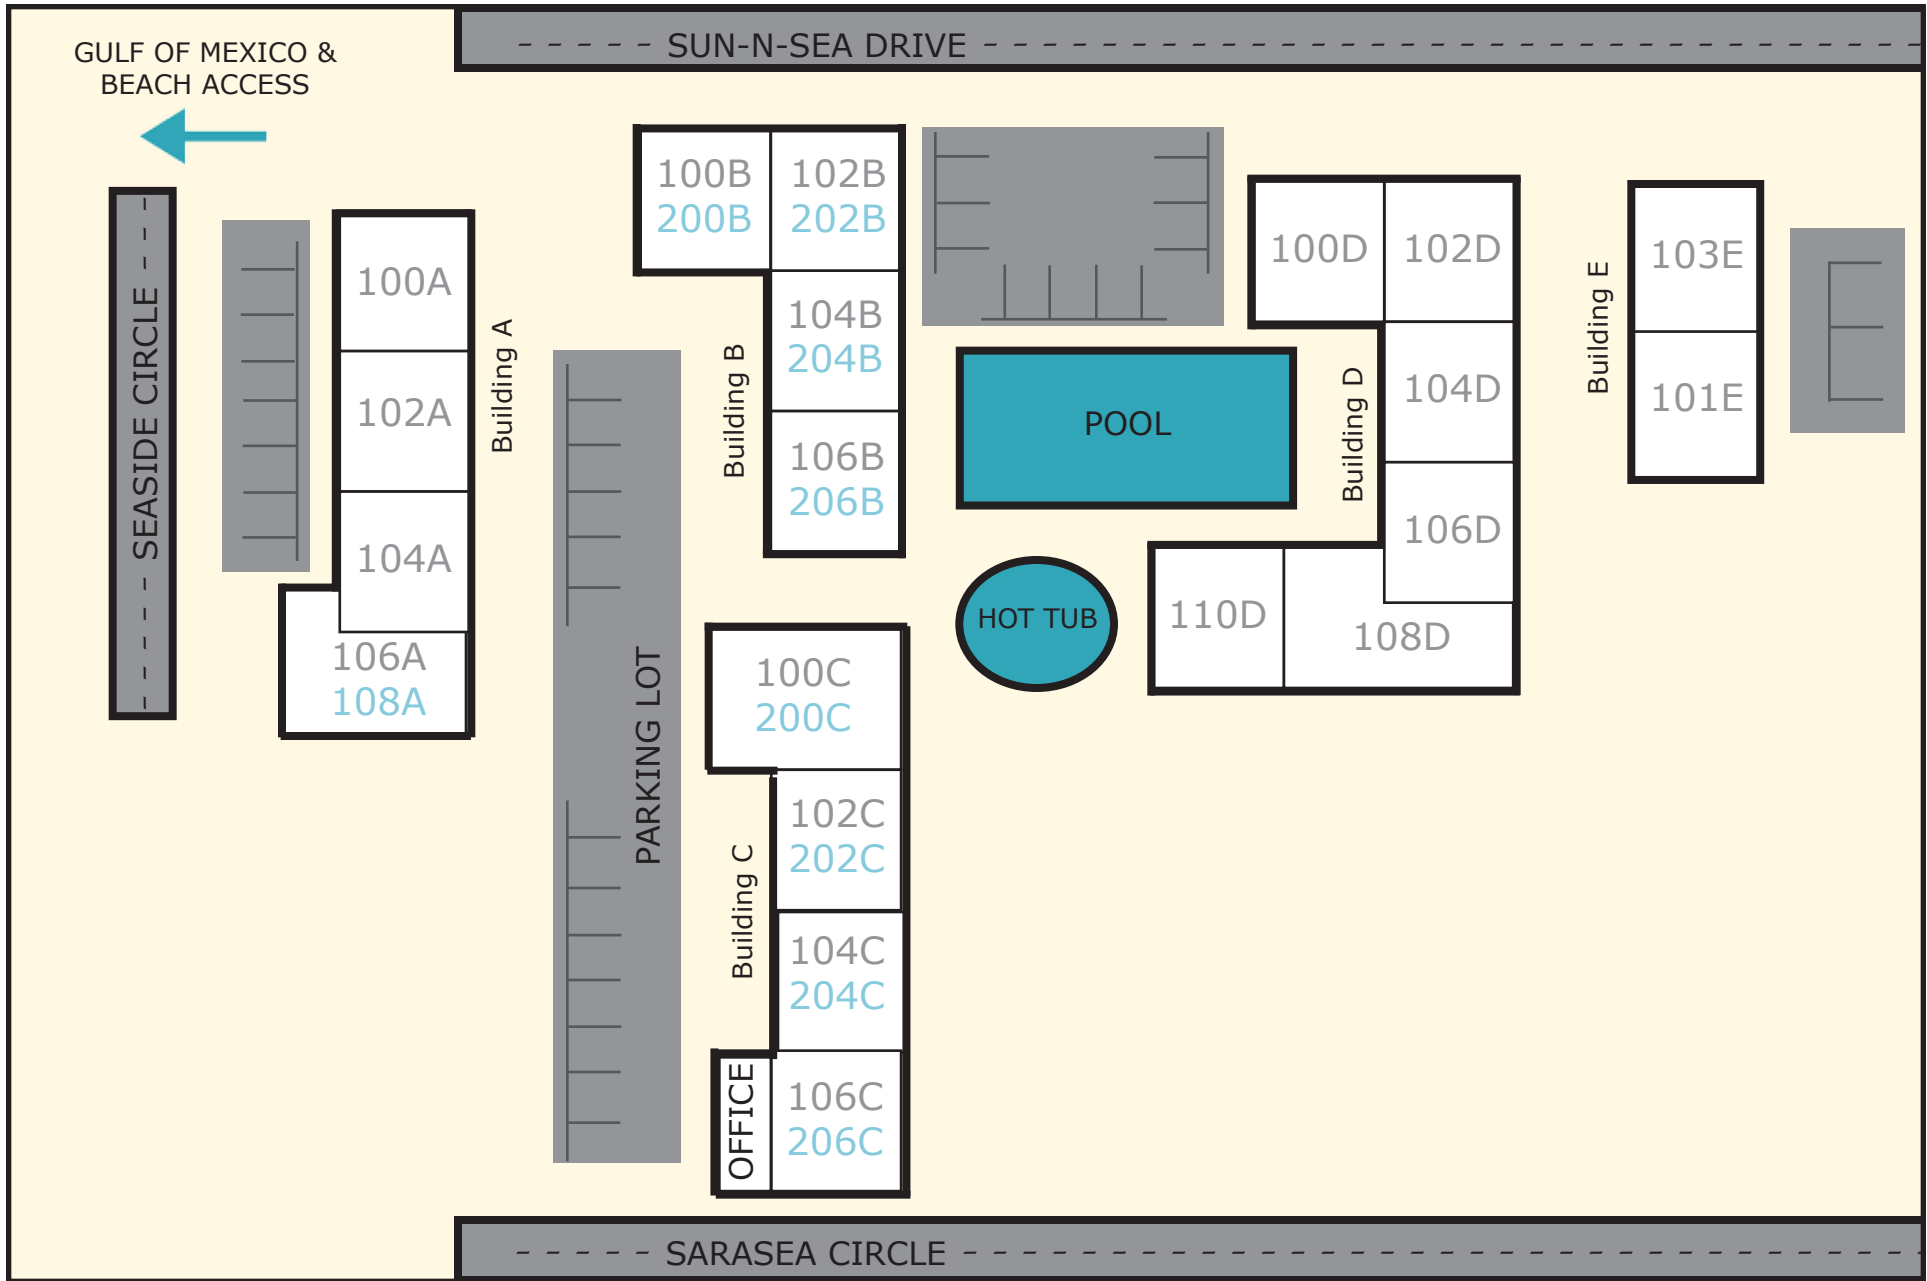 SUN-N-SEA DRIVE
GULF OF MEXICO &
BEACH ACCESS
SEASIDE CIRCLE
100A
102A
104A
106A
108A
Building A
PARKING LOT
100B
200B
102B
202B
104B
204B
106B
206B
Building B
100C
200C
102C
202C
104C
204C
106C
206C
Building C
OFFICE
POOL
HOT TUB
100D
102D
104D
106D
108D
110D
Building D
103E
101E
Building E
SARASEA CIRCLE